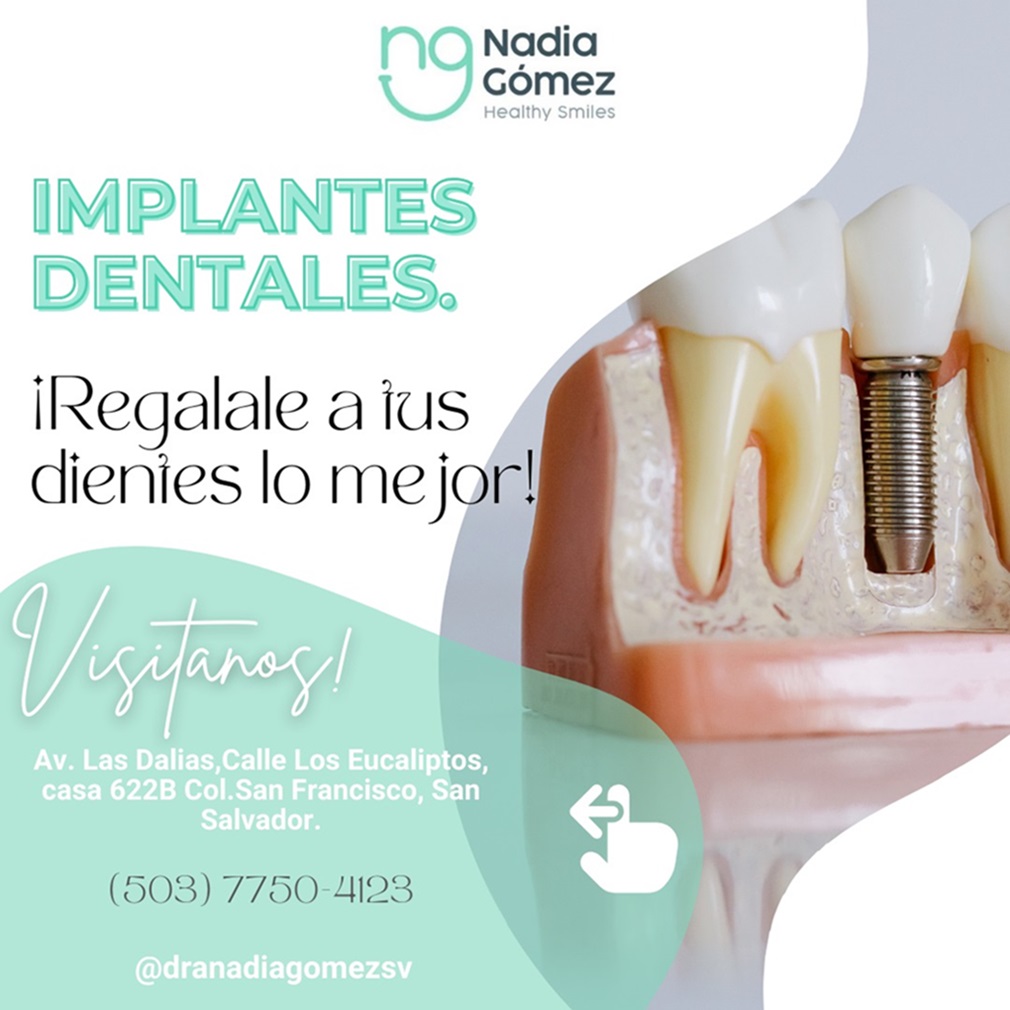 ng Nadia
Gómez
Healthy Smiles
IMPLANTES
DENTALES.
¡Regalale a tus
dientes lo mejor!
Visitanos!
Av. Las Dalias,Calle Los Eucaliptos,
casa 622B Col.San Francisco, San
Salvador.
(503) 7750-4123
@dranadiagomezsv